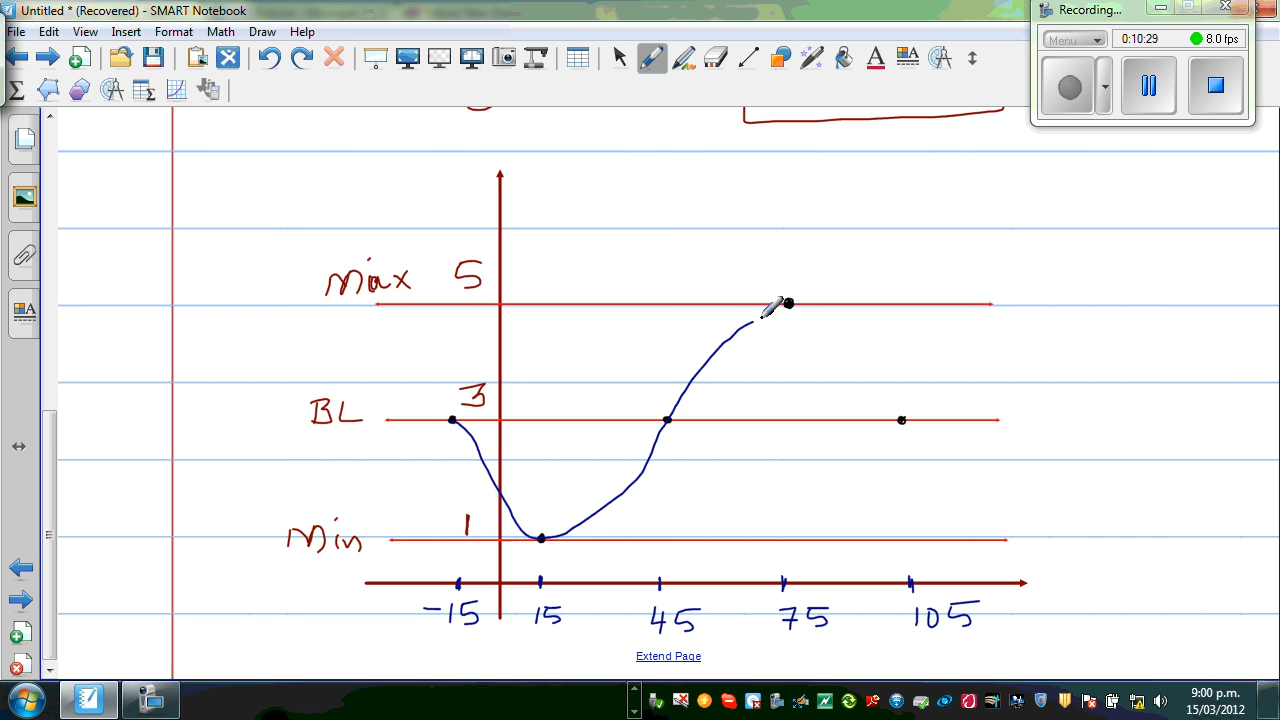 Untitled * (Recovered) - SMART Notebook
Recording...
File Edit View Insert Format Math Draw Help
Menu 0:10:29 8.0 fps
Max 5
BL 3
Min 1
-15 15 45 75 105
Extend Page
9:00 p.m.
15/03/2012